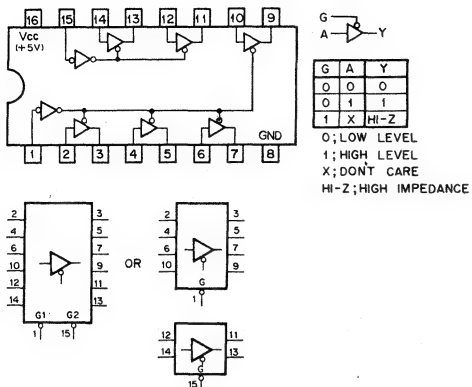 16 15 14 13 12 11 10 9
Vcc
(+5V)
GND
1 2 3 4 5 6 7 8
G
A Y
G A Y
0 0 0
0 1 1
1 X HI-Z
O; LOW LEVEL
1; HIGH LEVEL
X; DON'T CARE
HI-Z; HIGH IMPEDANCE
2 3
4 5
6 7
10 9
12 11
14 13
G1 G2
1 15
OR
2 3
4 5
6 7
10 9
G
1
12 11
14 13
G
15